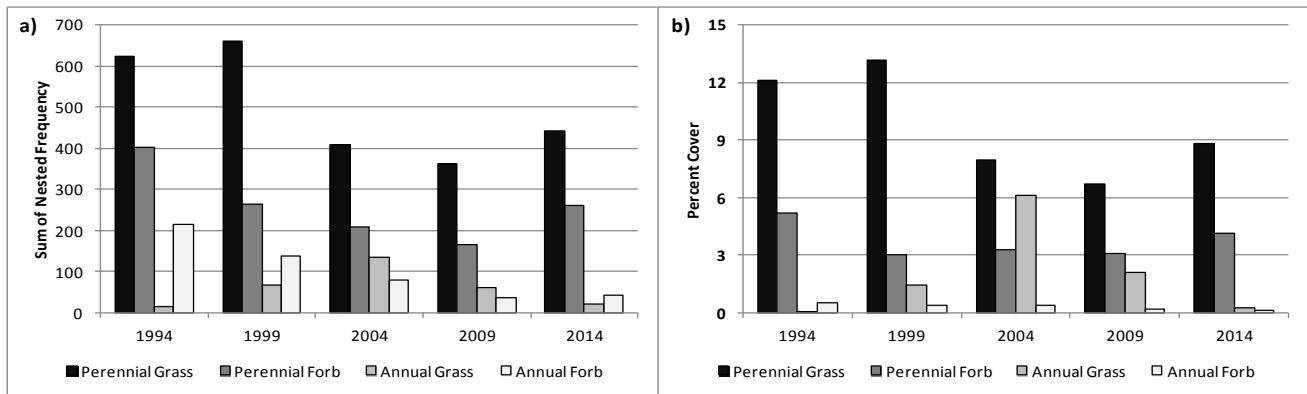 a)
Sum of Nested Frequency
700
600
500
400
300
200
100
0
1994 1999 2004 2009 2014
Perennial Grass Perennial Forb Annual Grass Annual Forb
b)
Percent Cover
15
12
9
6
3
0
1994 1999 2004 2009 2014
Perennial Grass Perennial Forb Annual Grass Annual Forb